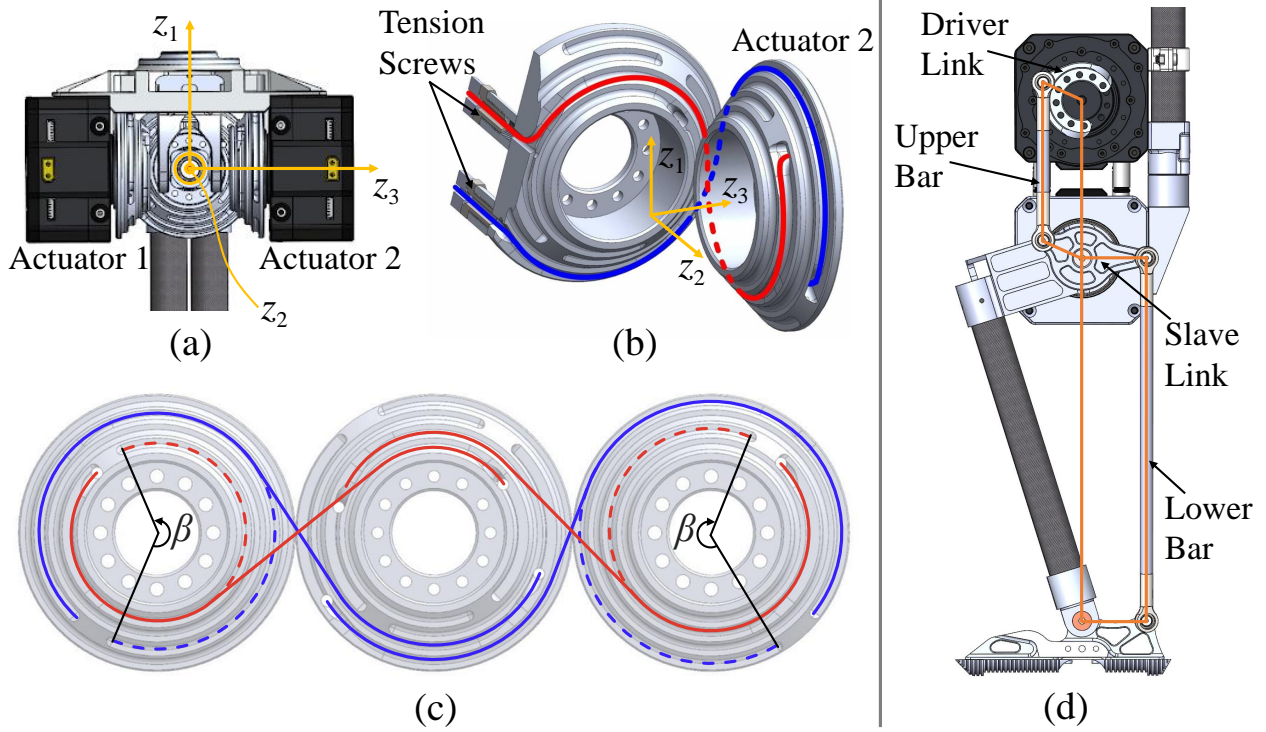 z1
z3
Actuator 1
Actuator 2
z2
(a)
Tension
Screws
Actuator 2
z1
z3
z2
(b)
β
β
(c)
Driver
Link
Upper
Bar
Slave
Link
Lower
Bar
(d)